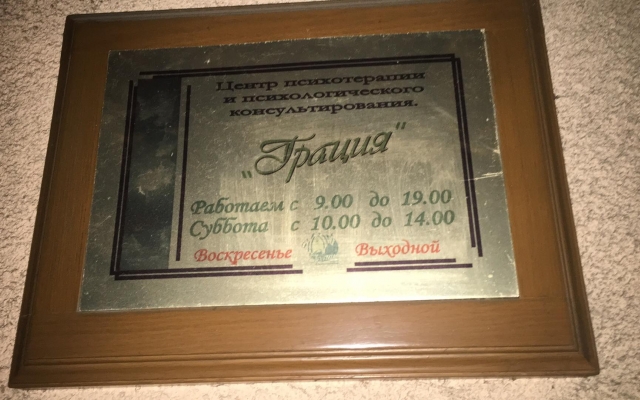 Центр психотерапии
и психологического
консультирования.
"Грация"
Работаем с 9.00 до 19.00
Суббота с 10.00 до 14.00
Воскресенье Выходной